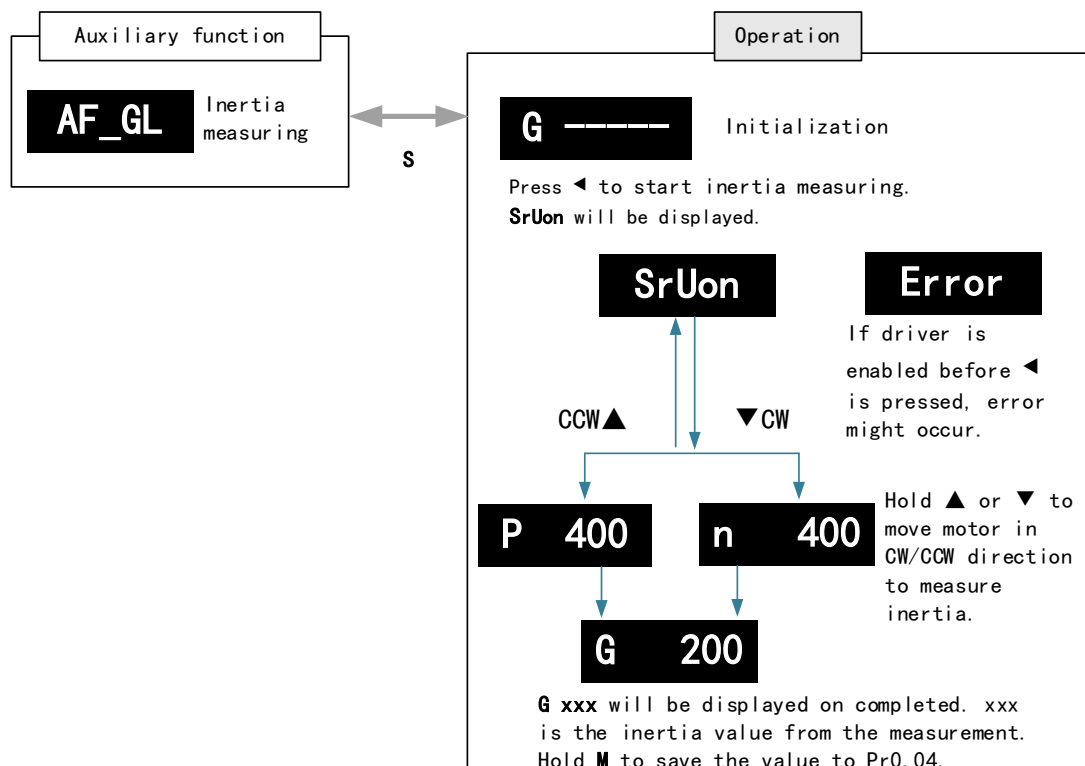 Auxiliary function
AF_GL
Inertia
measuring
S
Operation
G -----
Initialization
Press ◀ to start inertia measuring.
SrUon will be displayed.
SrUon
Error
If driver is
enabled before ◀
is pressed, error
might occur.
CCW▲
▼CW
P 400
n 400
Hold ▲ or ▼ to
move motor in
CW/CCW direction
to measure
inertia.
G 200
G xxx will be displayed on completed. xxx
is the inertia value from the measurement.
Hold M to save the value to Pr0.04.